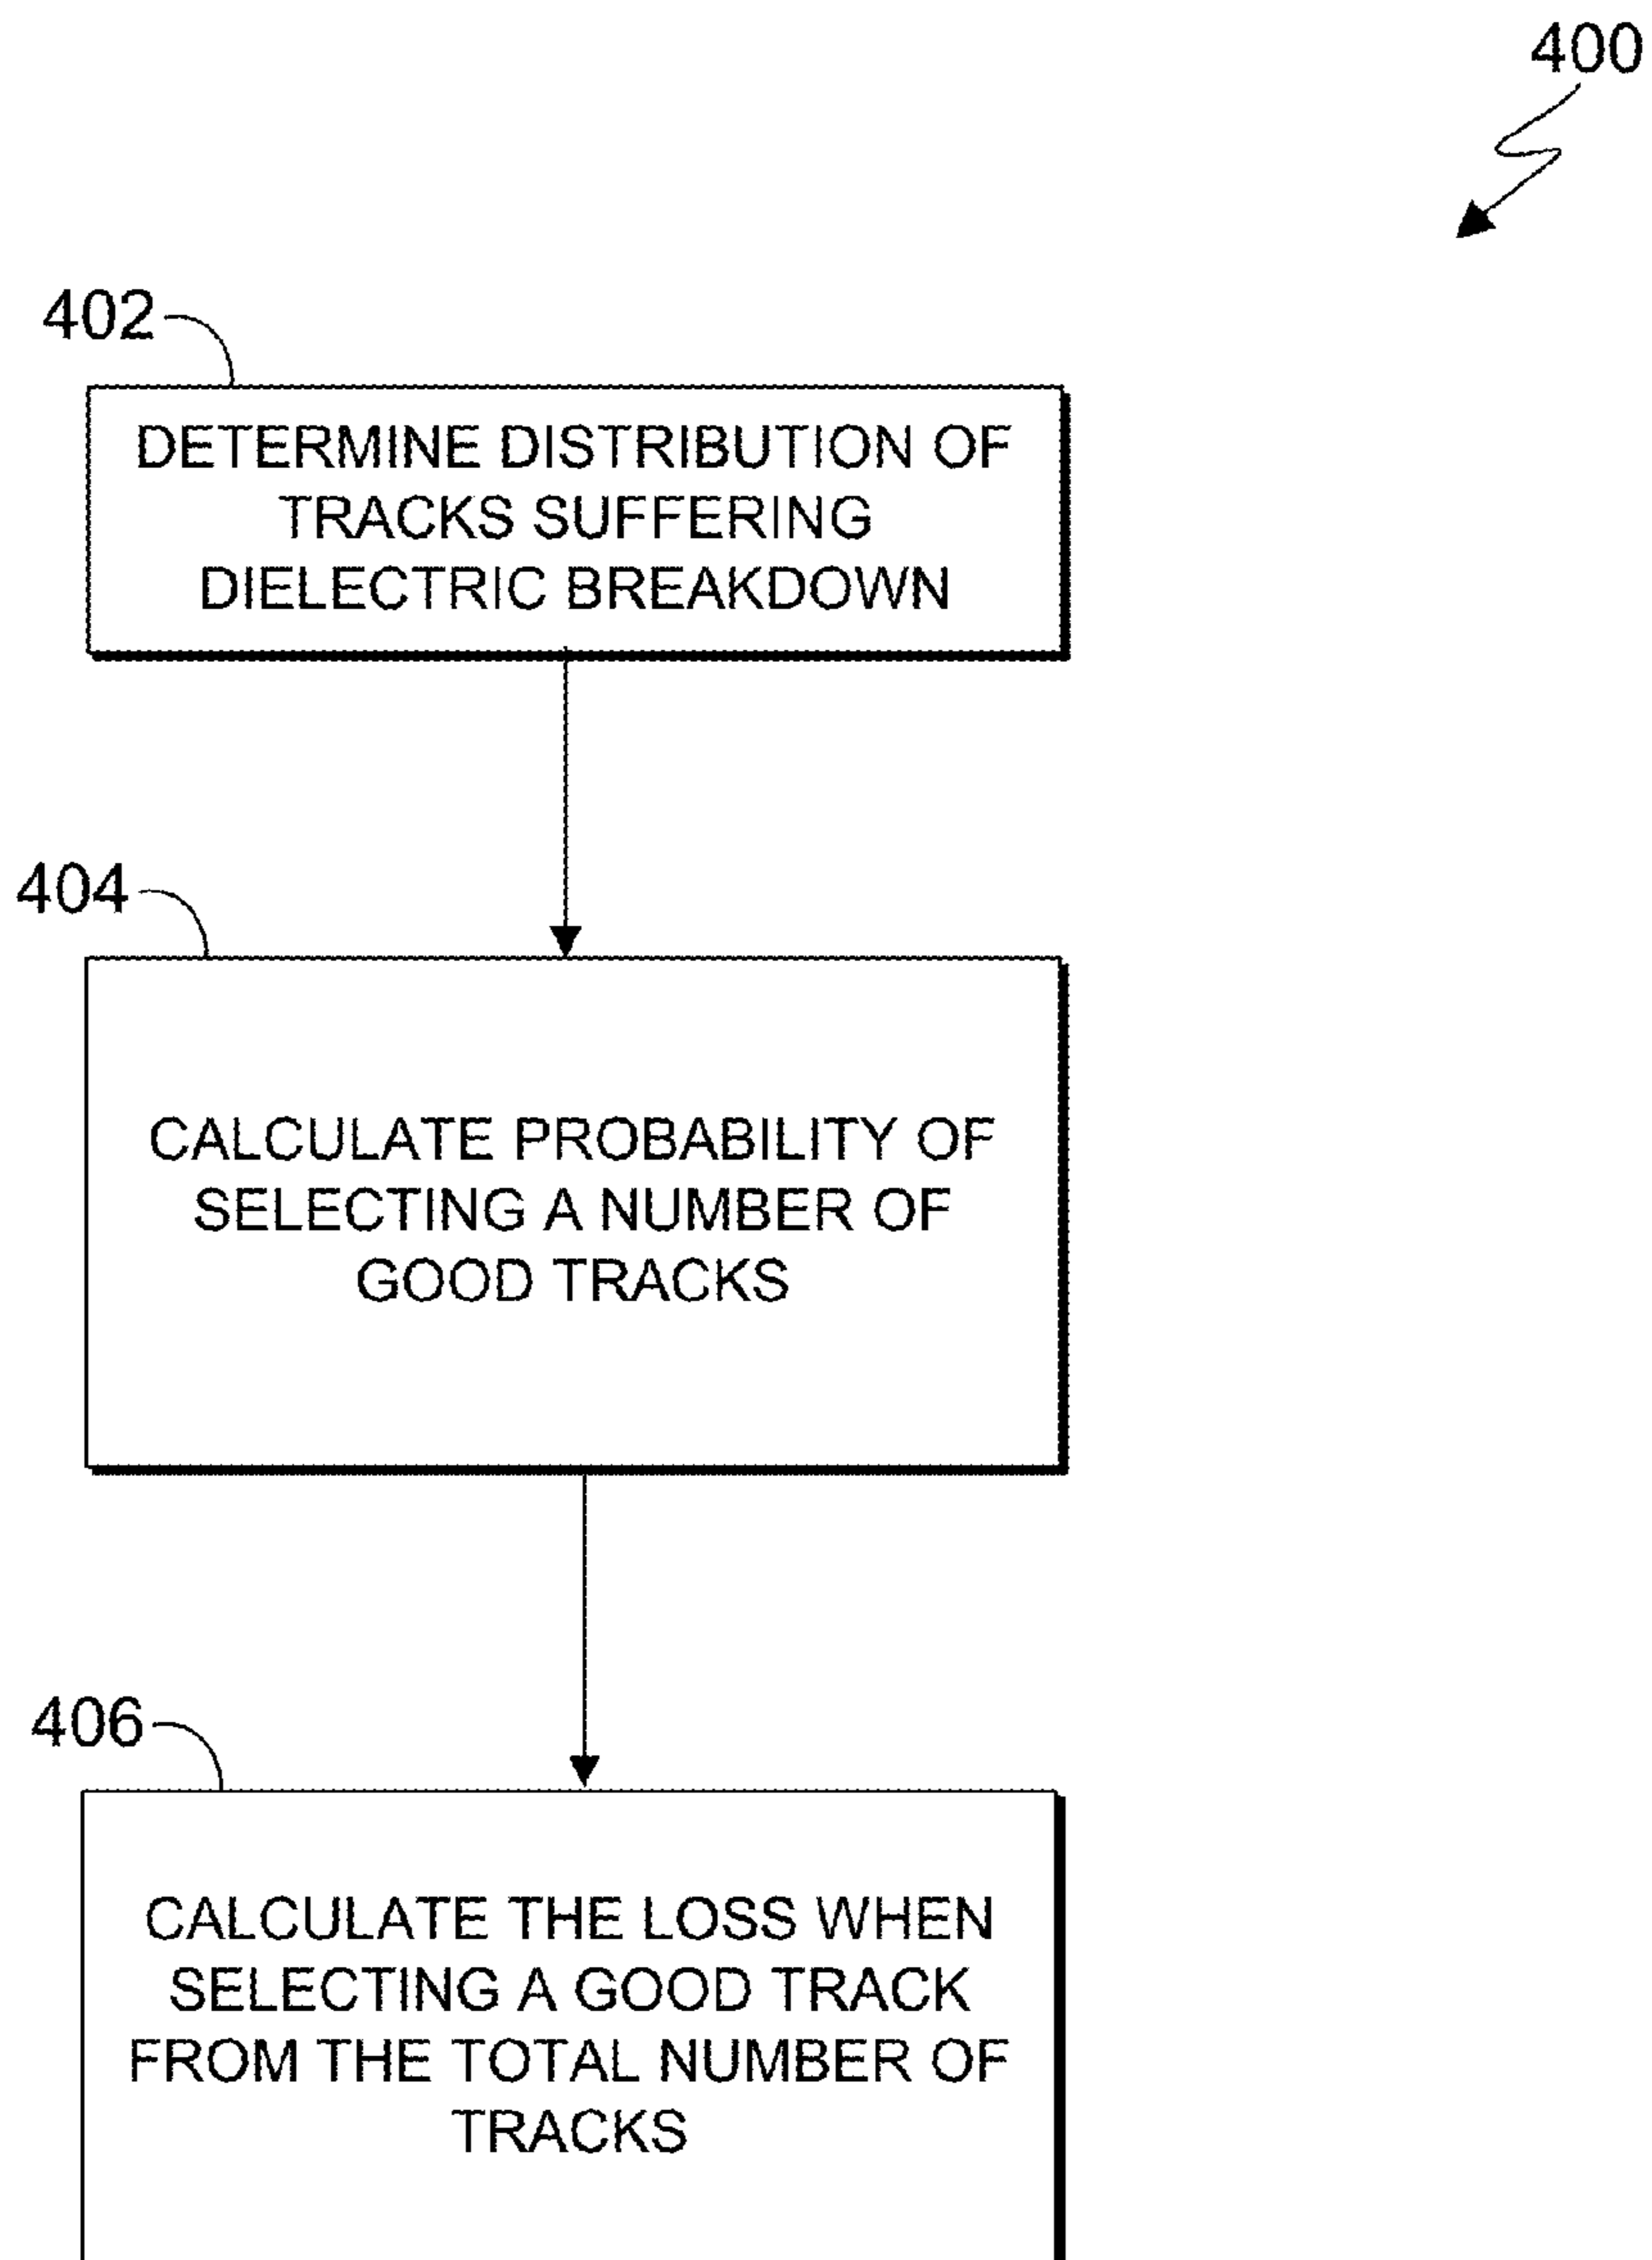 400
402
DETERMINE DISTRIBUTION OF
TRACKS SUFFERING
DIELECTRIC BREAKDOWN
404
CALCULATE PROBABILITY OF
SELECTING A NUMBER OF
GOOD TRACKS
406
CALCULATE THE LOSS WHEN
SELECTING A GOOD TRACK
FROM THE TOTAL NUMBER OF
TRACKS